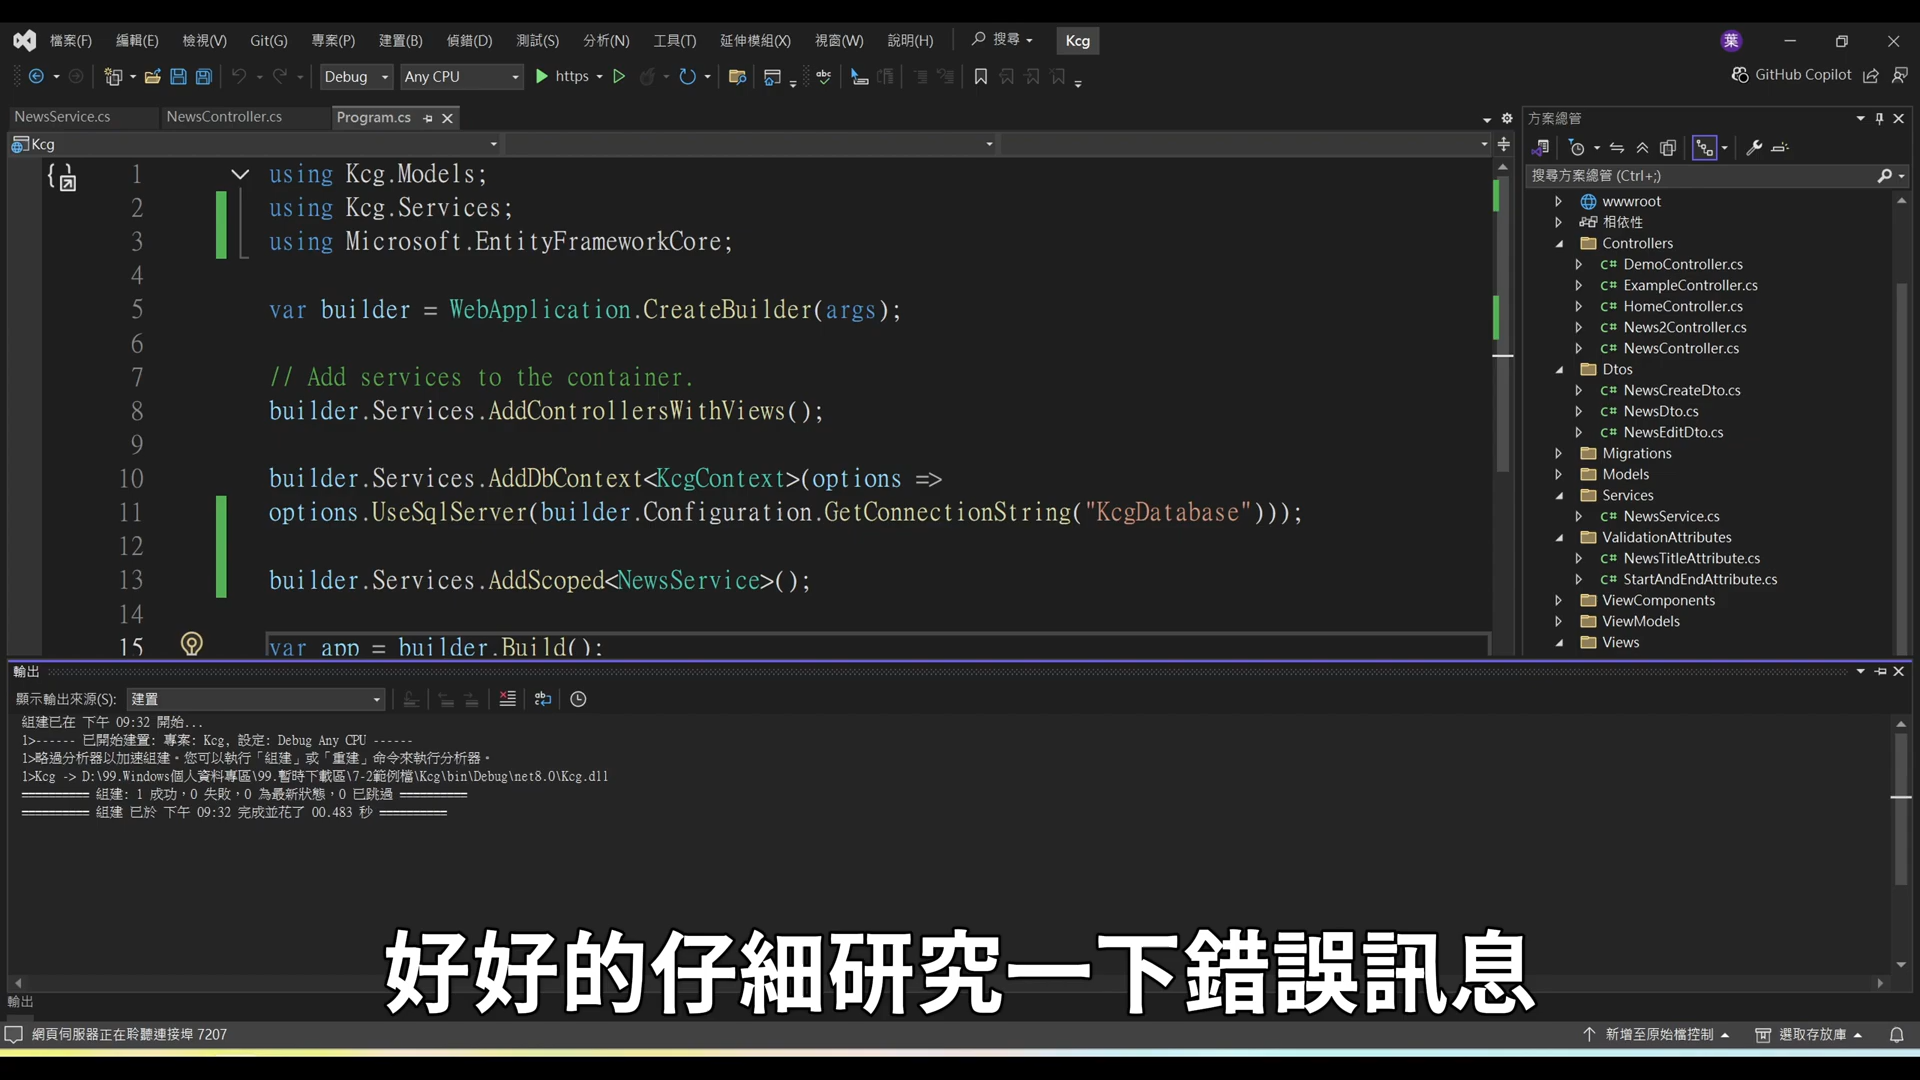 檔案(F) 編輯(E) 檢視(V) Git(G) 專案(P) 建置(B) 偵錯(D) 測試(S) 分析(N) 工具(T) 延伸模組(X) 視窗(W) 說明(H) 搜尋 Kcg 葉
Debug Any CPU https GitHub Copilot
NewsService.cs NewsController.cs Program.cs
Kcg
1 using Kcg.Models;
2 using Kcg.Services;
3 using Microsoft.EntityFrameworkCore;
4
5 var builder = WebApplication.CreateBuilder(args);
6
7 // Add services to the container.
8 builder.Services.AddControllersWithViews();
9
10 builder.Services.AddDbContext<KcgContext>(options =>
11 options.UseSqlServer(builder.Configuration.GetConnectionString("KcgDatabase")));
12
13 builder.Services.AddScoped<NewsService>();
14
15 var app = builder.Build();
方案總管
搜尋方案總管 (Ctrl+;)
wwwroot
相依性
Controllers
C# DemoController.cs
C# ExampleController.cs
C# HomeController.cs
C# News2Controller.cs
C# NewsController.cs
Dtos
C# NewsCreateDto.cs
C# NewsDto.cs
C# NewsEditDto.cs
Migrations
Models
Services
C# NewsService.cs
ValidationAttributes
C# NewsTitleAttribute.cs
C# StartAndEndAttribute.cs
ViewComponents
ViewModels
Views
輸出
顯示輸出來源(S): 建置
組建已在 下午 09:32 開始...
1>------ 已開始建置: 專案: Kcg, 設定: Debug Any CPU ------
1>略過分析器以加速組建。您可以執行「組建」或「重建」命令來執行分析器。
1>Kcg -> D:\99.Windows個人資料專區\99.暫時下載區\7-2範例檔\Kcg\bin\Debug\net8.0\Kcg.dll
========== 組建: 1 成功，0 失敗，0 為最新狀態，0 已跳過 ==========
========== 組建 已於 下午 09:32 完成並花了 00.483 秒 ==========
好好的仔細研究一下錯誤訊息
輸出
網頁伺服器正在聆聽連接埠 7207 新增至原始檔控制 選取存放庫